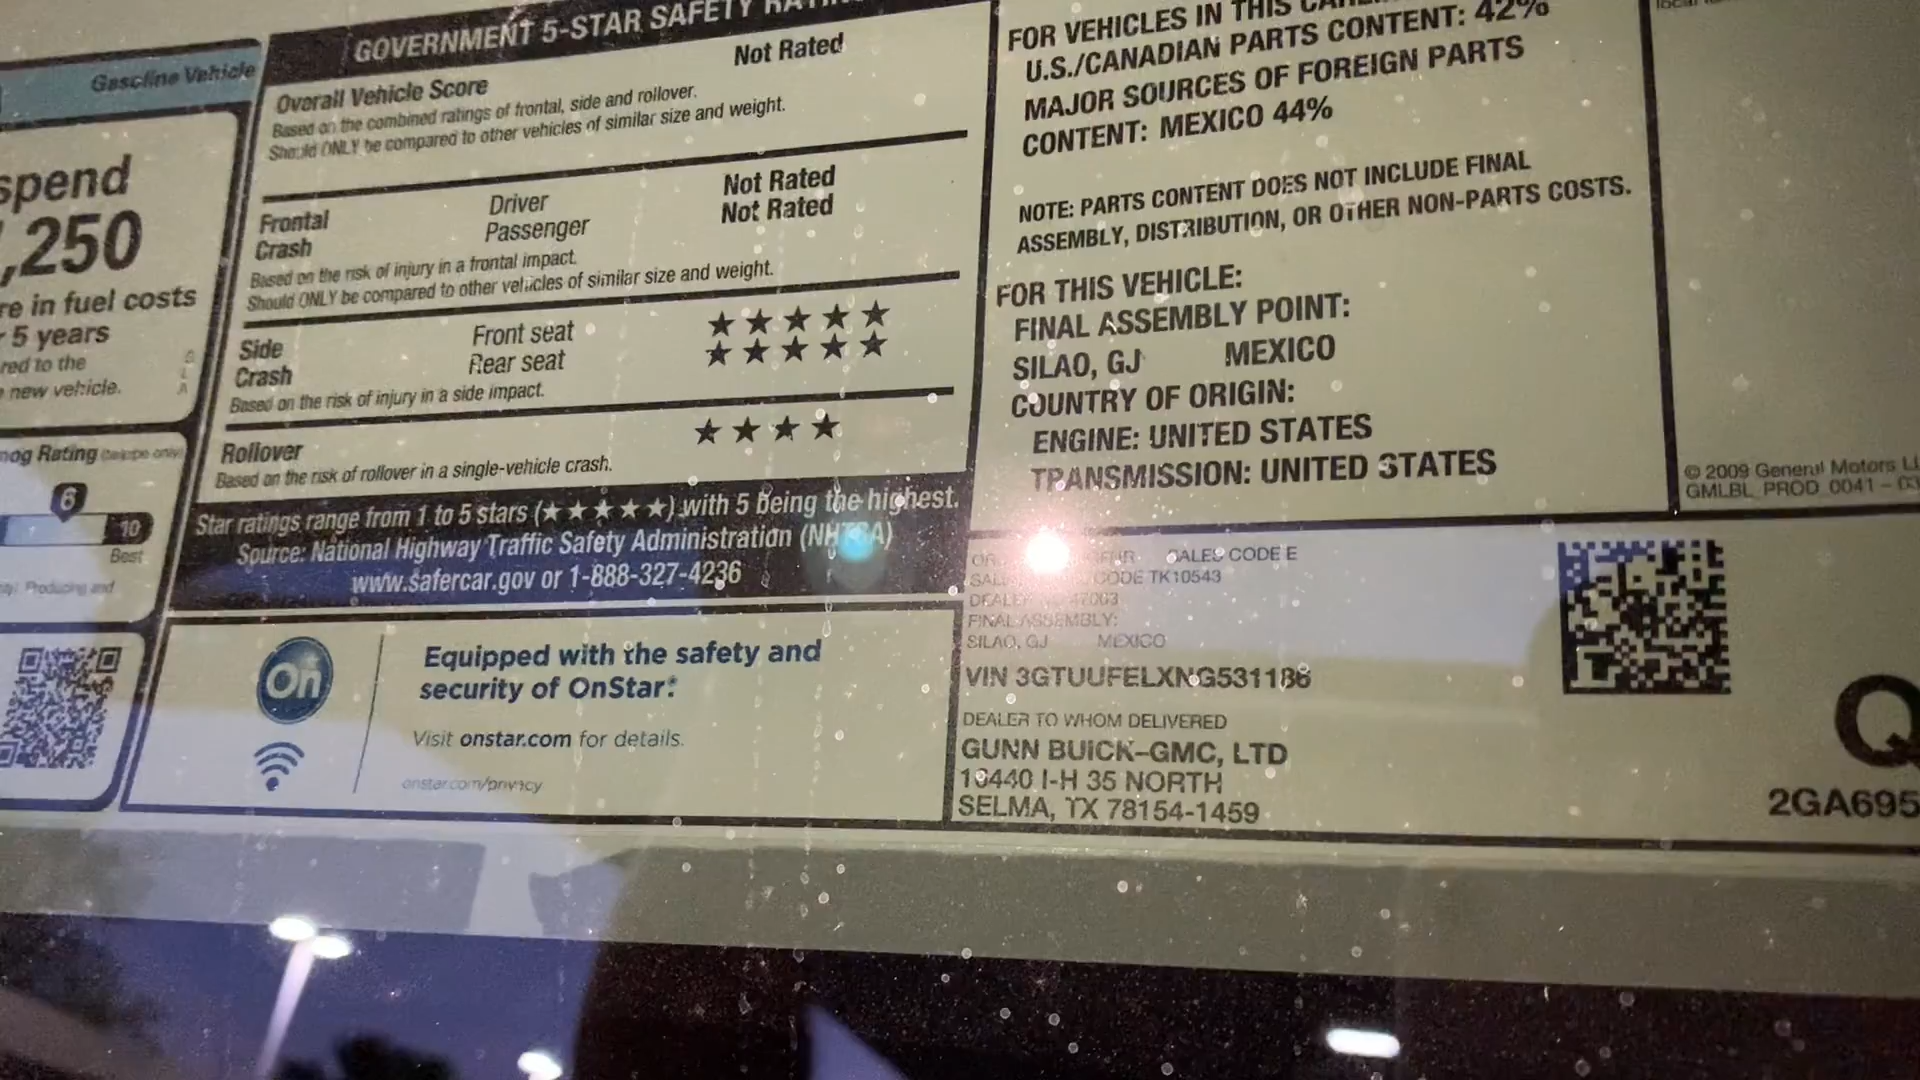 Gasoline Vehicle
spend
,250
re in fuel costs
5 years
red to the
new vehicle.
og Rating
6
10
Best
Producing and
GOVERNMENT 5-STAR SAFETY
Overall Vehicle Score
Not Rated
Based on the combined ratings of frontal, side and rollover.
Should ONLY be compared to other vehicles of similar size and weight.
Frontal
Crash
Driver
Passenger
Not Rated
Not Rated
Based on the risk of injury in a frontal impact.
Should ONLY be compared to other vehicles of similar size and weight.
Side
Crash
Front seat
Rear seat
★★★★★
★★★★★
Based on the risk of injury in a side impact.
Rollover
★★★★
Based on the risk of rollover in a single-vehicle crash.
Star ratings range from 1 to 5 stars (★★★★★) with 5 being the highest.
Source: National Highway Traffic Safety Administration (NHTSA)
www.safercar.gov or 1-888-327-4236
On
Equipped with the safety and
security of OnStar.
Visit onstar.com for details.
onstar.com/privacy
FOR VEHICLES IN THIS
U.S./CANADIAN PARTS CONTENT: 42%
MAJOR SOURCES OF FOREIGN PARTS
CONTENT: MEXICO 44%
NOTE: PARTS CONTENT DOES NOT INCLUDE FINAL
ASSEMBLY, DISTRIBUTION, OR OTHER NON-PARTS COSTS.
FOR THIS VEHICLE:
FINAL ASSEMBLY POINT:
SILAO, GJ MEXICO
COUNTRY OF ORIGIN:
ENGINE: UNITED STATES
TRANSMISSION: UNITED STATES
SALES CODE E
CODE TK10543
DEALER 47063
FINAL ASSEMBLY:
SILAO, GJ MEXICO
VIN 3GTUUFELXNG531186
DEALER TO WHOM DELIVERED
GUNN BUICK-GMC, LTD
16440 I-H 35 NORTH
SELMA, TX 78154-1459
© 2009 General Motors LL
GMLBL_PROD_0041 - 03
Q
2GA695